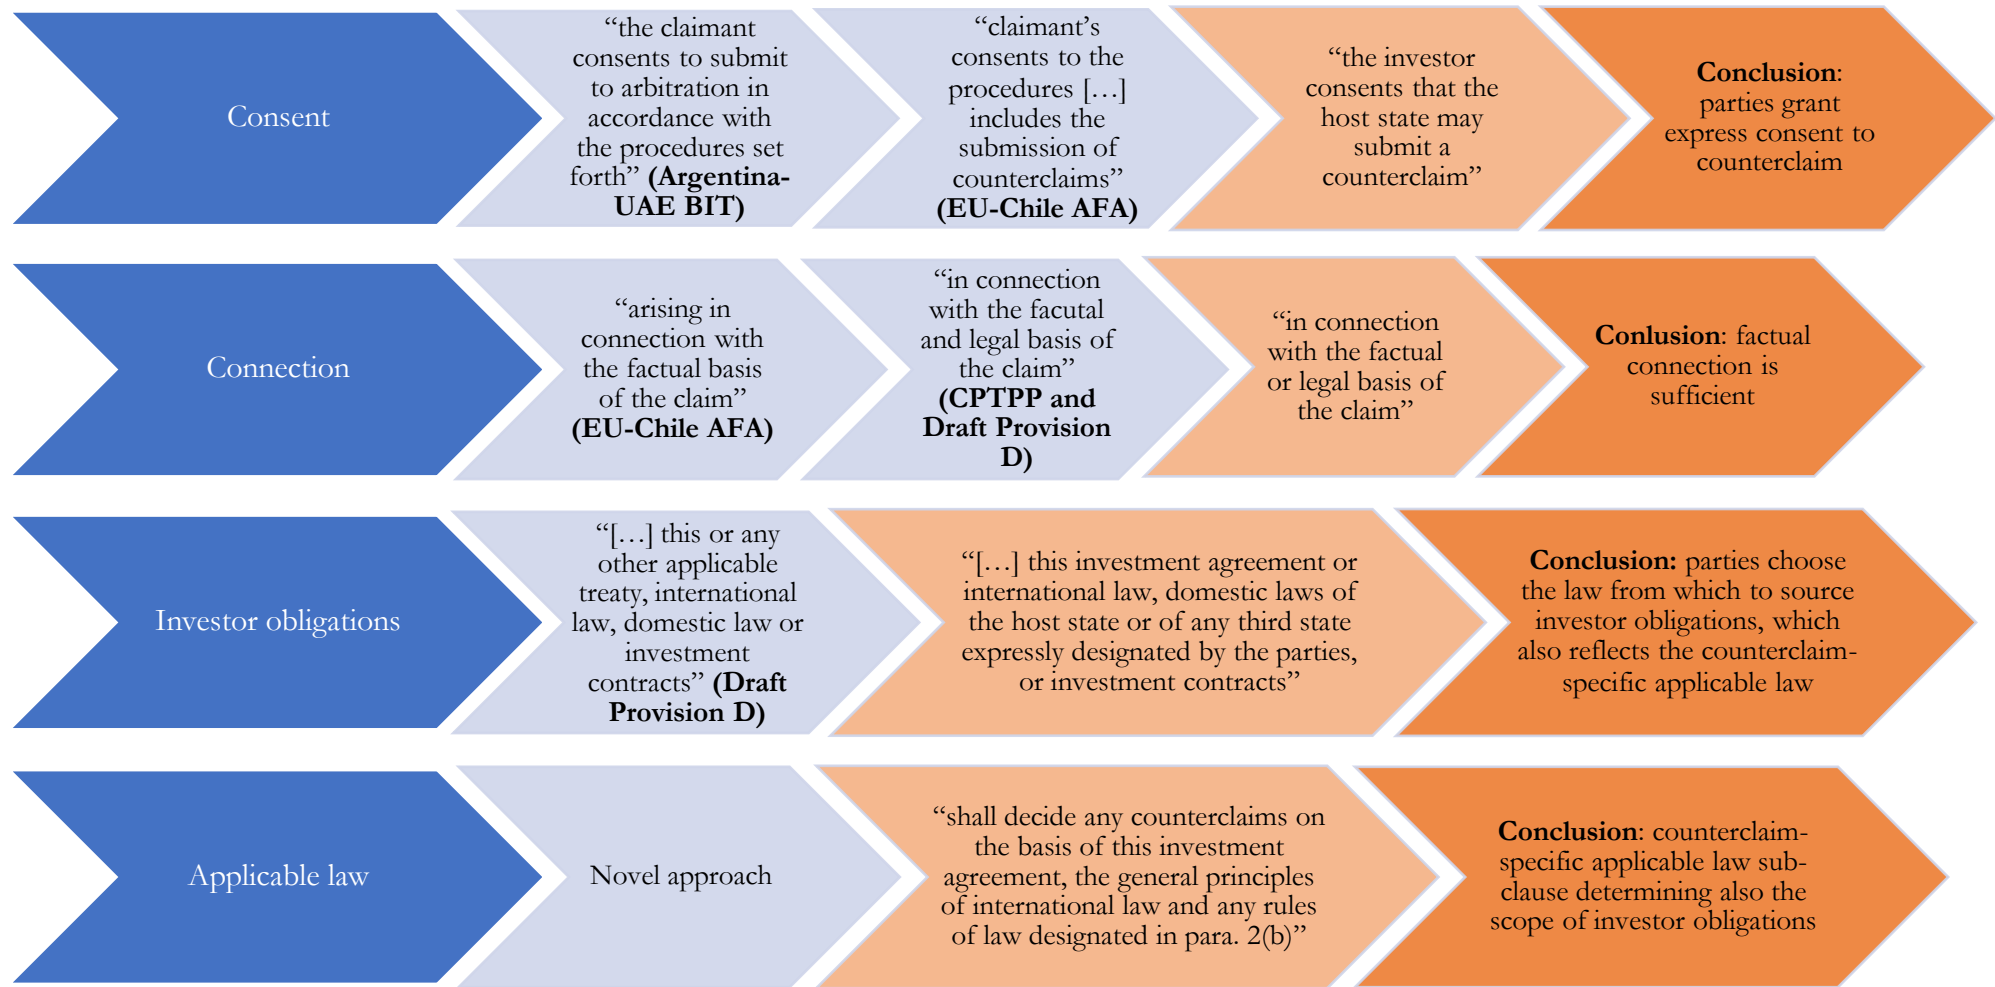 Consent
“the claimant
consents to submit
to arbitration in
accordance with
the procedures set
forth” (Argentina-
UAE BIT)
“claimant’s
consents to the
procedures […]
includes the
submission of
counterclaims”
(EU-Chile AFA)
“the investor
consents that the
host state may
submit a
counterclaim”
Conclusion:
parties grant
express consent to
counterclaim
Connection
“arising in
connection with
the factual basis
of the claim”
(EU-Chile AFA)
“in connection
with the facutal
and legal basis of
the claim”
(CPTPP and
Draft Provision
D)
“in connection
with the factual
or legal basis of
the claim”
Conlusion: factual
connection is
sufficient
Investor obligations
“[…] this or any
other applicable
treaty, international
law, domestic law or
investment
contracts” (Draft
Provision D)
“[…] this investment agreement or
international law, domestic laws of
the host state or of any third state
expressly designated by the parties,
or investment contracts”
Conclusion: parties choose
the law from which to source
investor obligations, which
also reflects the counterclaim-
specific applicable law
Applicable law
Novel approach
“shall decide any counterclaims on
the basis of this investment
agreement, the general principles
of international law and any rules
of law designated in para. 2(b)”
Conclusion: counterclaim-
specific applicable law sub-
clause determining also the
scope of investor obligations